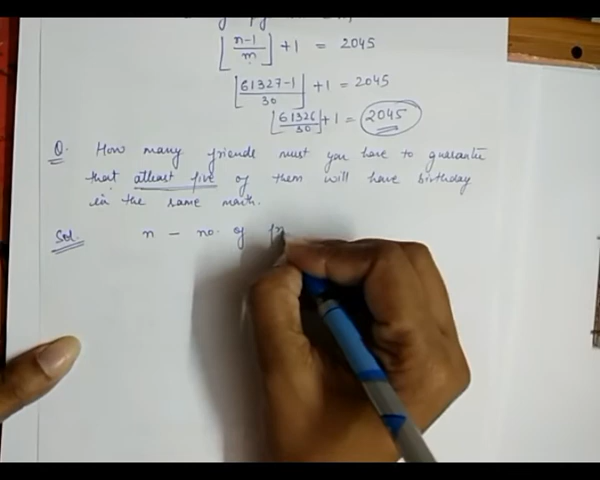 ⌊(n-1)/m⌋ + 1 = 2045
⌊(61327-1)/30⌋ + 1 = 2045
⌊61326/30⌋ + 1 = 2045
Q. How many friends must you have to guarantee
that atleast five of them will have birthday
in the same month.
Sol. n - no. of fr